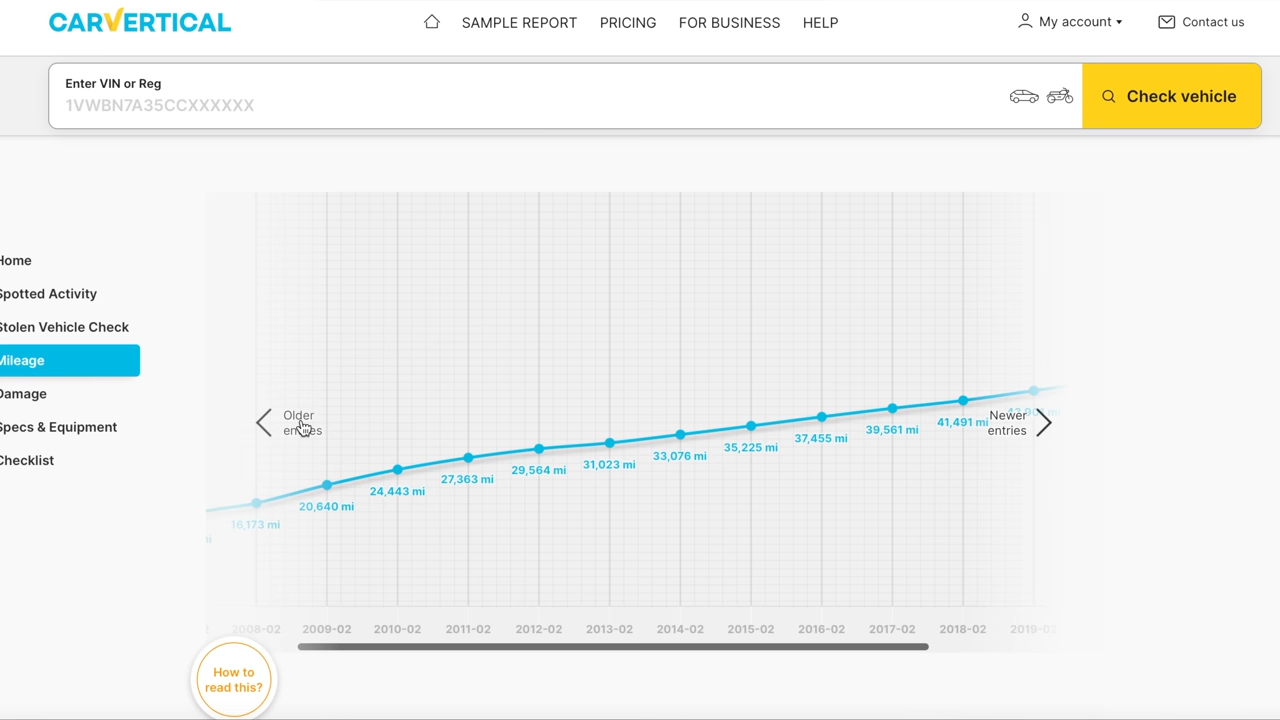 CARVERTICAL
SAMPLE REPORT
PRICING
FOR BUSINESS
HELP
My account
Contact us
Enter VIN or Reg
1VWBN7A35CCXXXXXX
Check vehicle
Home
Spotted Activity
Stolen Vehicle Check
Mileage
Damage
Specs & Equipment
Checklist
Older
entries
Newer
entries
16,173 mi
20,640 mi
24,443 mi
27,363 mi
29,564 mi
31,023 mi
33,076 mi
35,225 mi
37,455 mi
39,561 mi
41,491 mi
2008-02
2009-02
2010-02
2011-02
2012-02
2013-02
2014-02
2015-02
2016-02
2017-02
2018-02
2019-02
How to
read this?